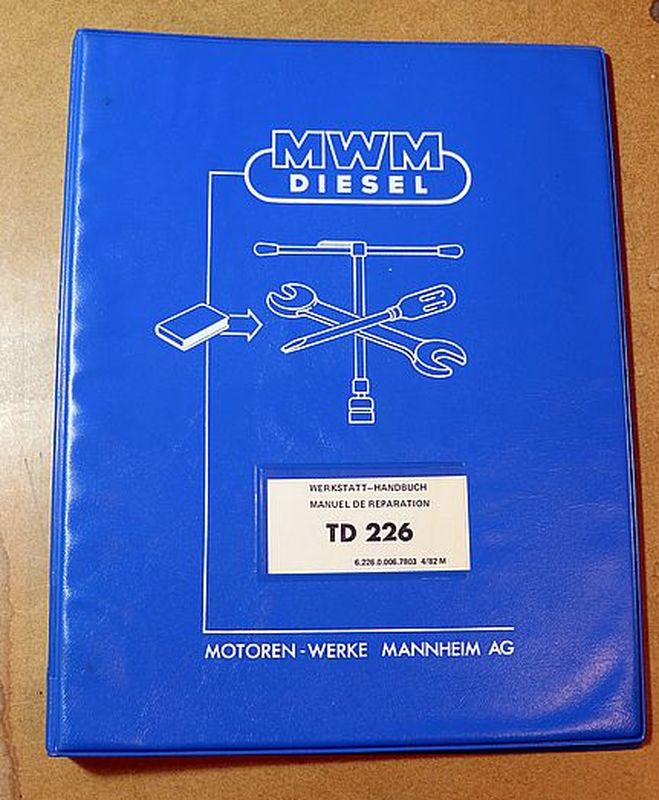 MWM
DIESEL
WERKSTATT-HANDBUCH
MANUEL DE REPARATION
TD 226
6.226.0.006.7803 4/82 M
MOTOREN-WERKE MANNHEIM AG